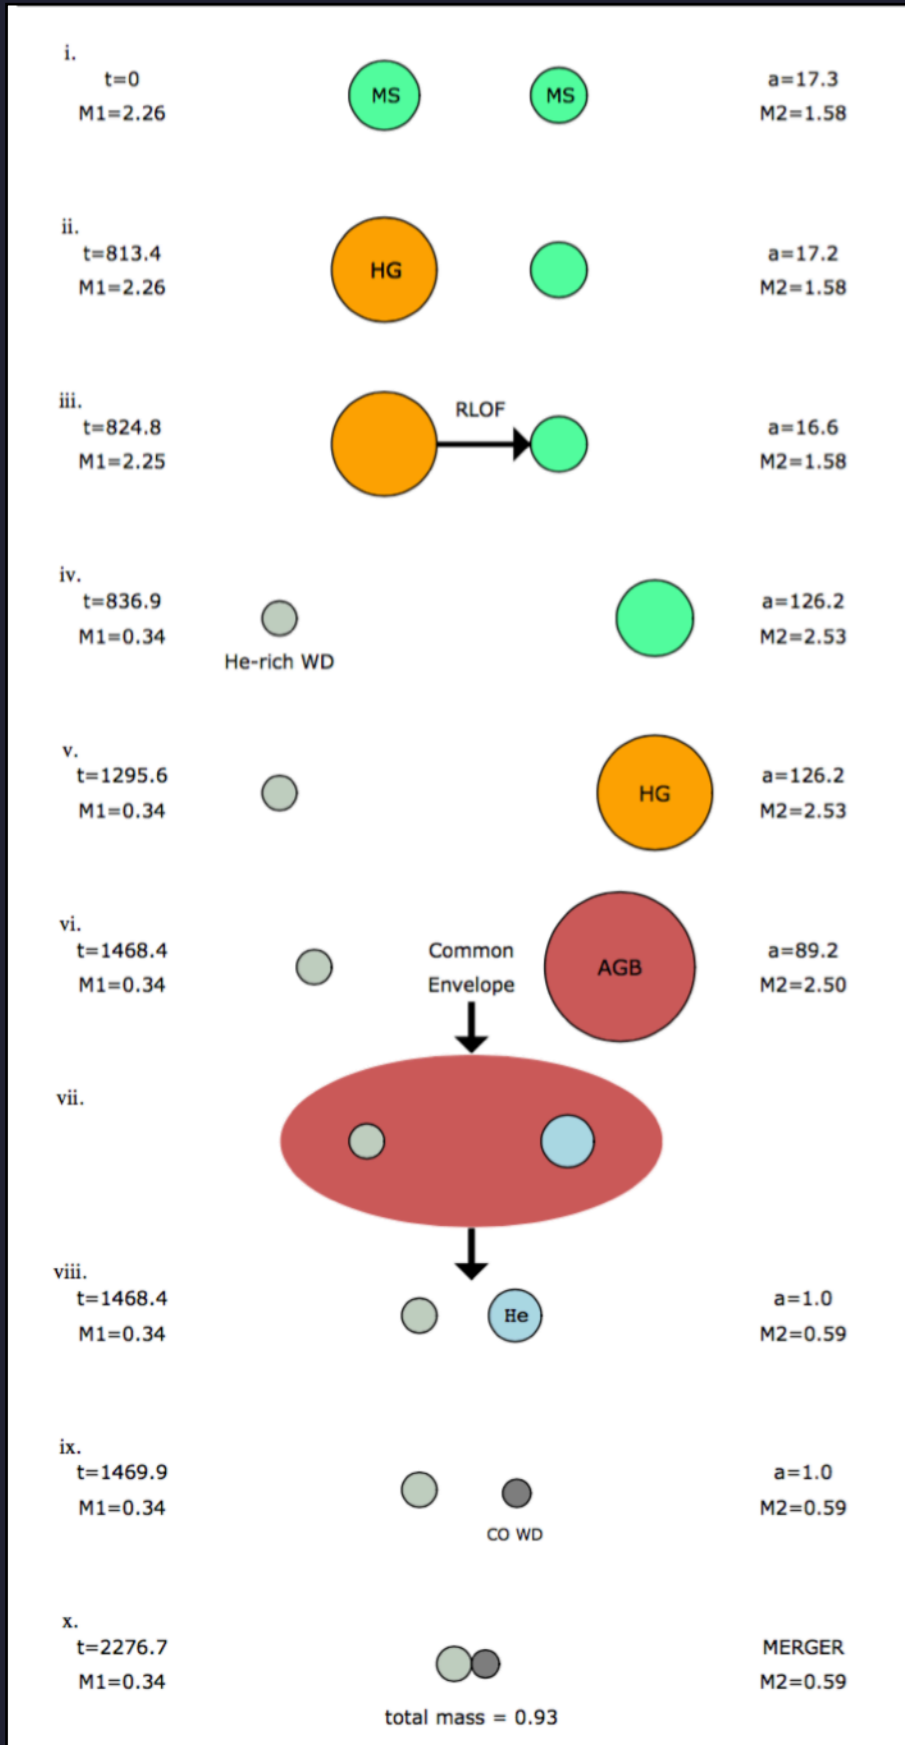 i.
t=0
M1=2.26
MS
MS
a=17.3
M2=1.58
ii.
t=813.4
M1=2.26
HG
a=17.2
M2=1.58
iii.
t=824.8
M1=2.25
RLOF
a=16.6
M2=1.58
iv.
t=836.9
M1=0.34
He-rich WD
a=126.2
M2=2.53
v.
t=1295.6
M1=0.34
HG
a=126.2
M2=2.53
vi.
t=1468.4
M1=0.34
Common
Envelope
AGB
a=89.2
M2=2.50
vii.
viii.
t=1468.4
M1=0.34
He
a=1.0
M2=0.59
ix.
t=1469.9
M1=0.34
CO WD
a=1.0
M2=0.59
x.
t=2276.7
M1=0.34
total mass = 0.93
MERGER
M2=0.59